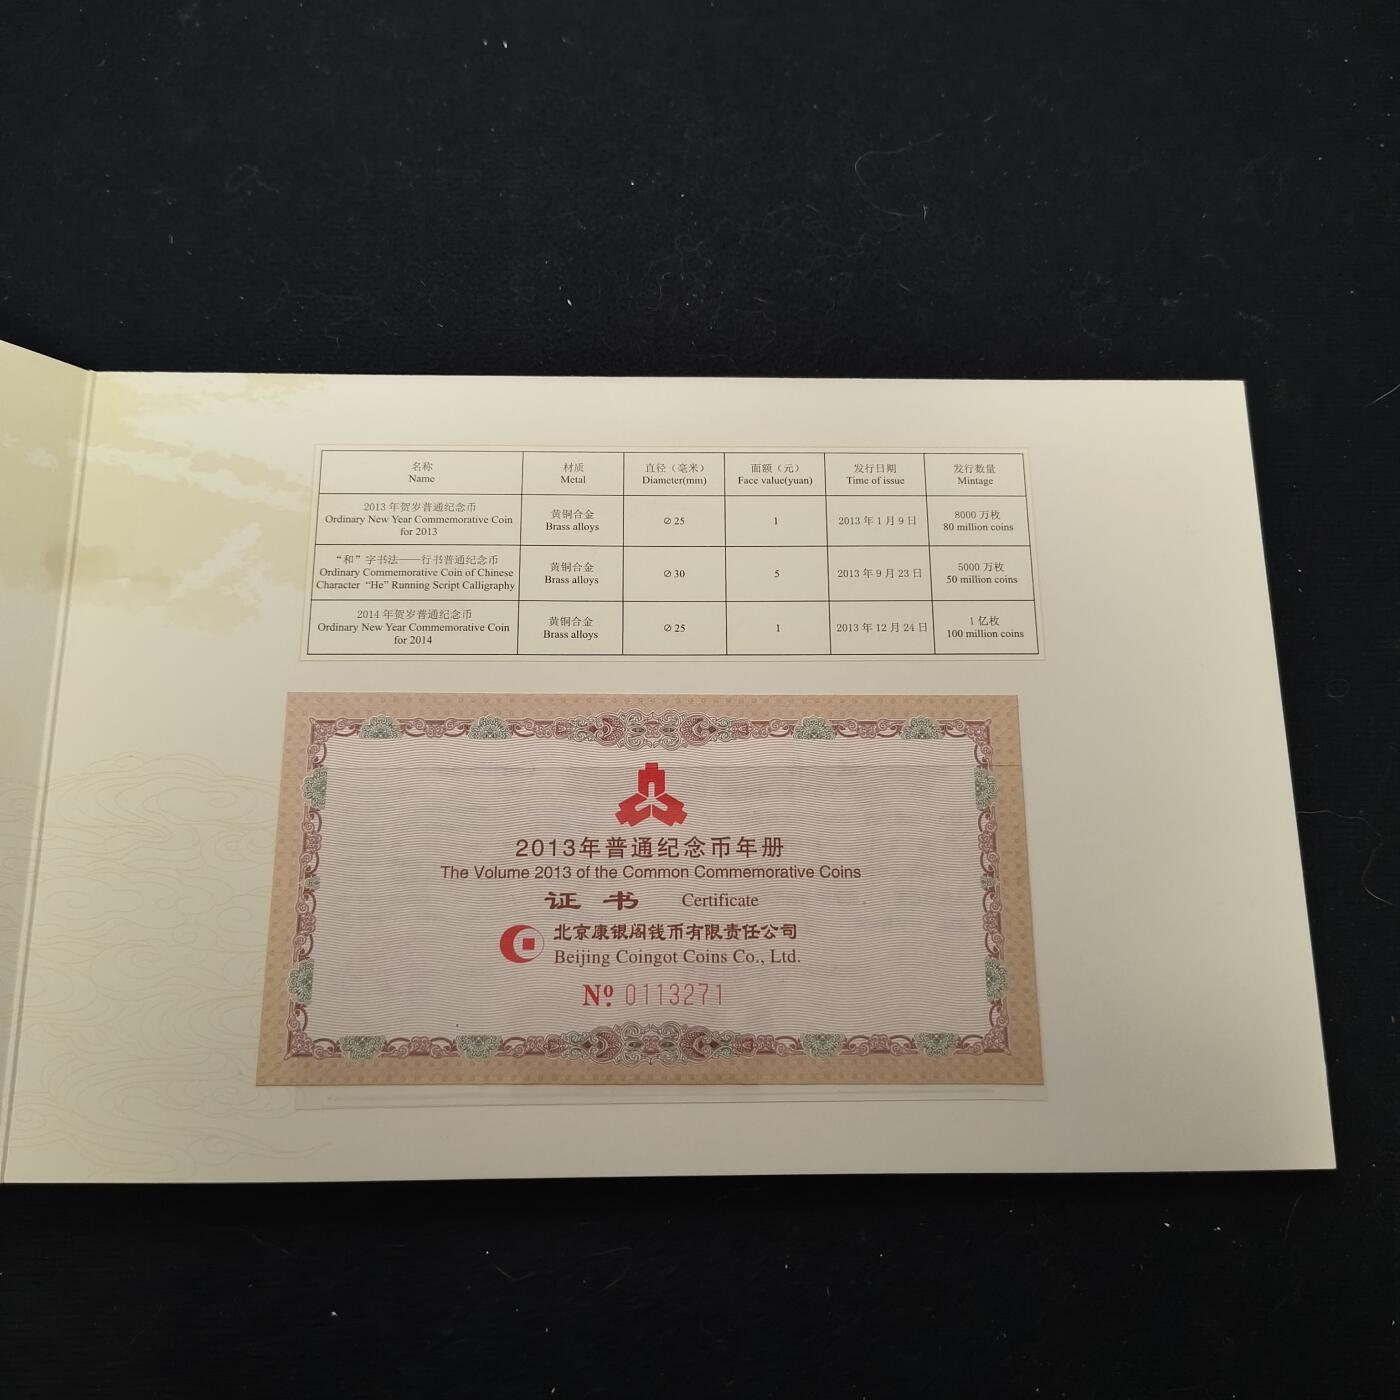 名称
Name
材质
Metal
直径（毫米）
Diameter(mm)
面额（元）
Face value(yuan)
发行日期
Time of issue
发行数量
Mintage
2013 年贺岁普通纪念币
Ordinary New Year Commemorative Coin
for 2013
黄铜合金
Brass alloys
⌀ 25
1
2013 年 1 月 9 日
8000 万枚
80 million coins
“和”字书法——行书普通纪念币
Ordinary Commemorative Coin of Chinese
Character “He” Running Script Calligraphy
黄铜合金
Brass alloys
⌀ 30
5
2013 年 9 月 23 日
5000 万枚
50 million coins
2014 年贺岁普通纪念币
Ordinary New Year Commemorative Coin
for 2014
黄铜合金
Brass alloys
⌀ 25
1
2013 年 12 月 24 日
1 亿枚
100 million coins
2013年普通纪念币年册
The Volume 2013 of the Common Commemorative Coins
证书 Certificate
北京康银阁钱币有限责任公司
Beijing Coingot Coins Co., Ltd.
Nº 0113271